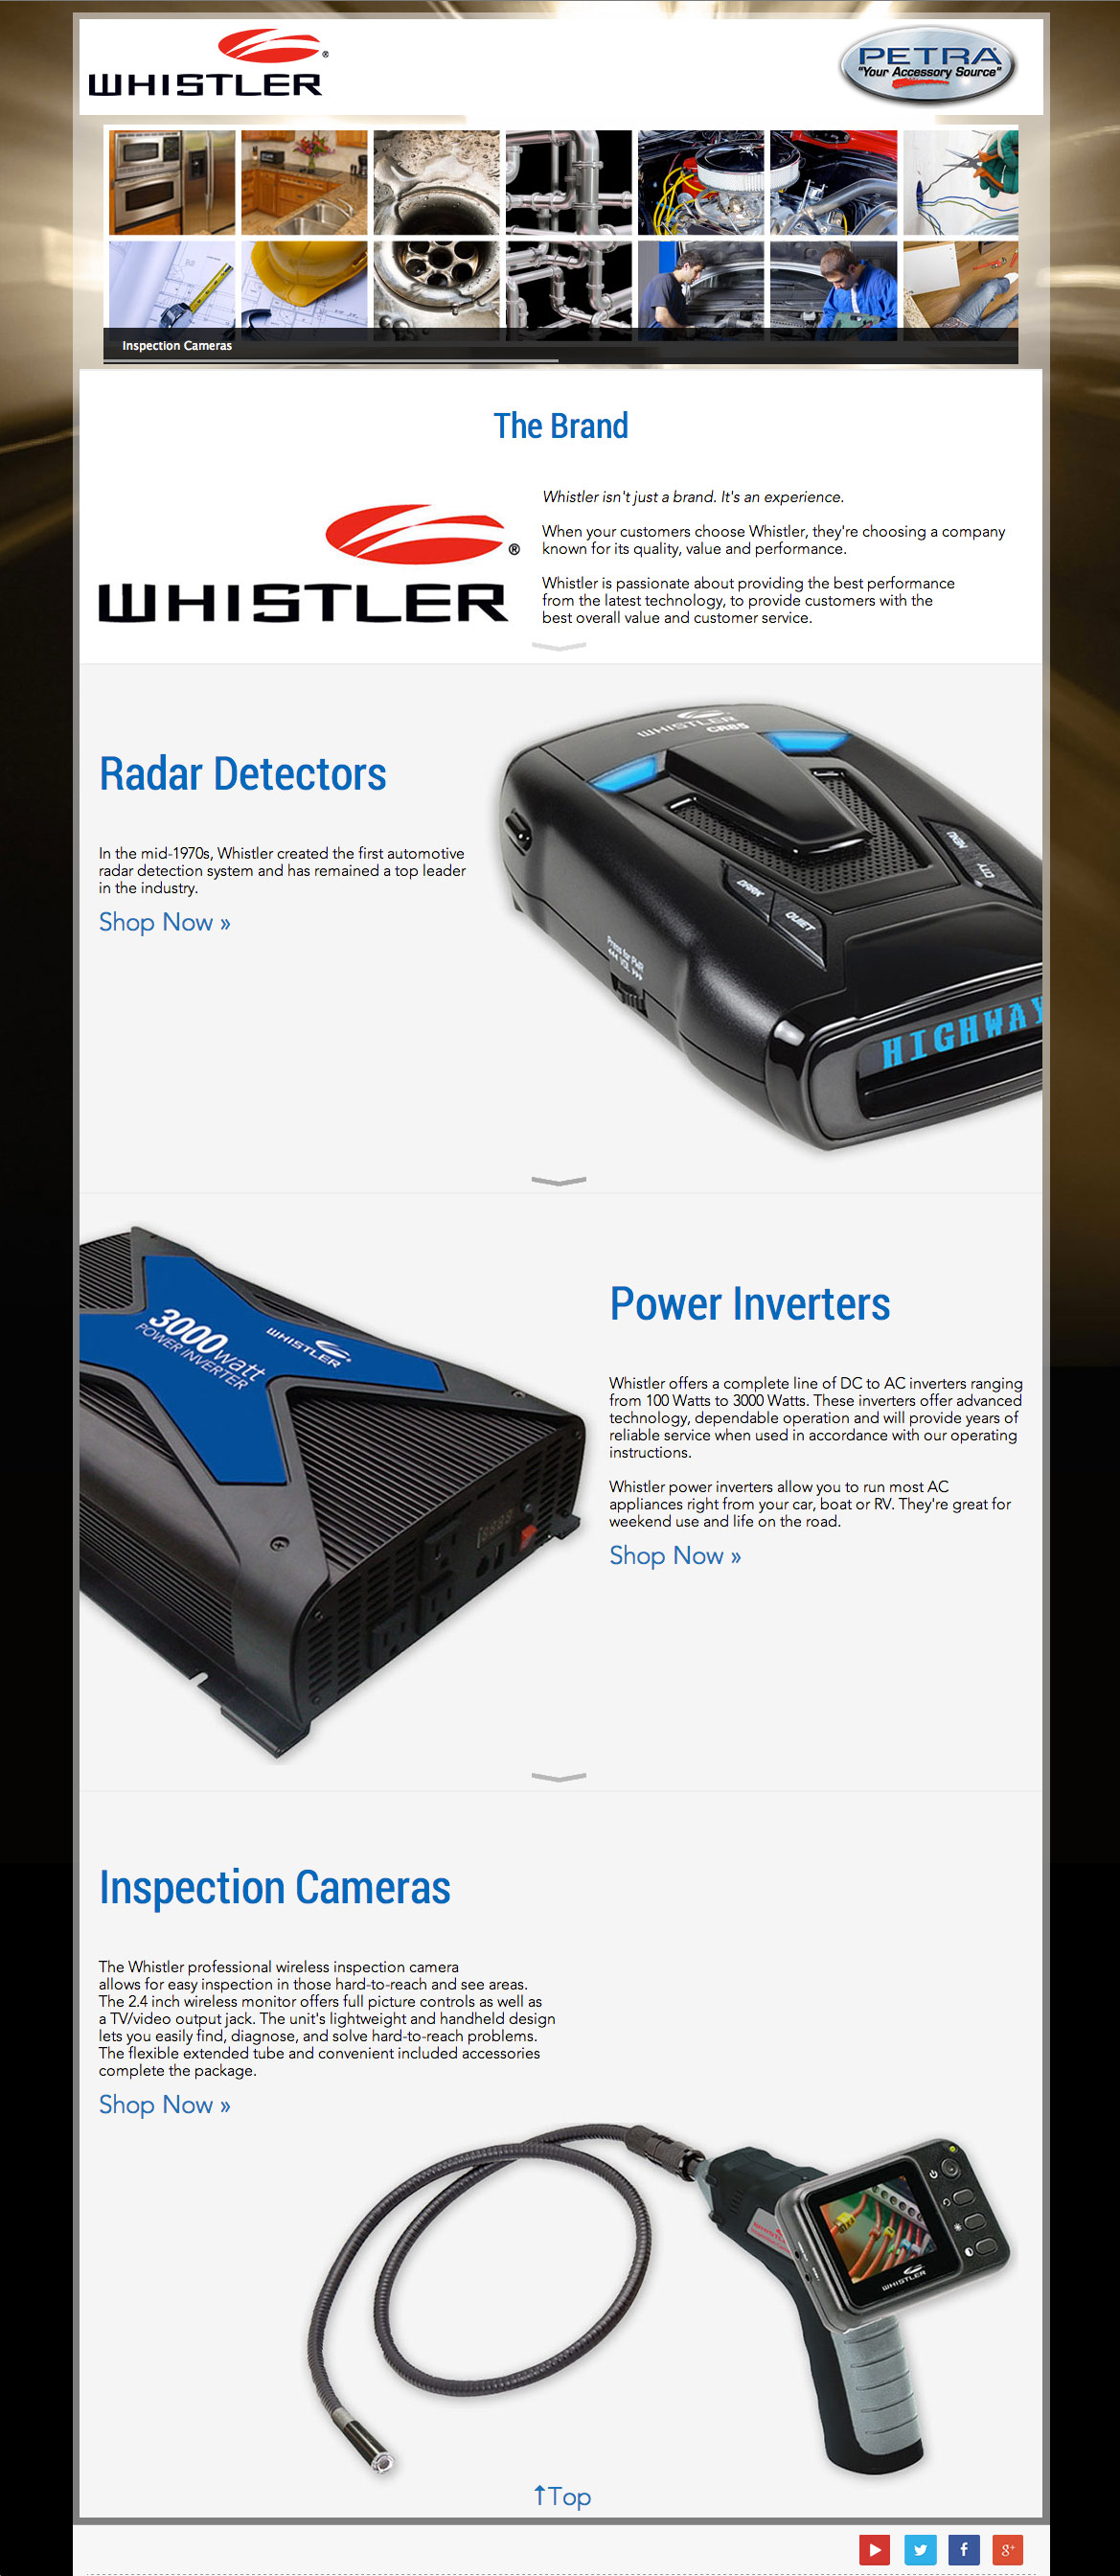 WHISTLER®
PETRA®
"Your Accessory Source"
Inspection Cameras
The Brand
WHISTLER®
Whistler isn't just a brand. It's an experience.
When your customers choose Whistler, they're choosing a company
known for its quality, value and performance.
Whistler is passionate about providing the best performance
from the latest technology, to provide customers with the
best overall value and customer service.
WHISTLER
CR85
Radar Detectors
In the mid-1970s, Whistler created the first automotive
radar detection system and has remained a top leader
in the industry.
Shop Now »
MENU
CITY
DARK
QUIET
Press for PWR
<<< VOL >>>
HIGHWAY
3000watt
POWER INVERTER
WHISTLER
Power Inverters
Whistler offers a complete line of DC to AC inverters ranging
from 100 Watts to 3000 Watts. These inverters offer advanced
technology, dependable operation and will provide years of
reliable service when used in accordance with our operating
instructions.
Whistler power inverters allow you to run most AC
appliances right from your car, boat or RV. They're great for
weekend use and life on the road.
Shop Now »
Inspection Cameras
The Whistler professional wireless inspection camera
allows for easy inspection in those hard-to-reach and see areas.
The 2.4 inch wireless monitor offers full picture controls as well as
a TV/video output jack. The unit's lightweight and handheld design
lets you easily find, diagnose, and solve hard-to-reach problems.
The flexible extended tube and convenient included accessories
complete the package.
Shop Now »
WHISTLER
WHISTLER
↑Top
f
g+